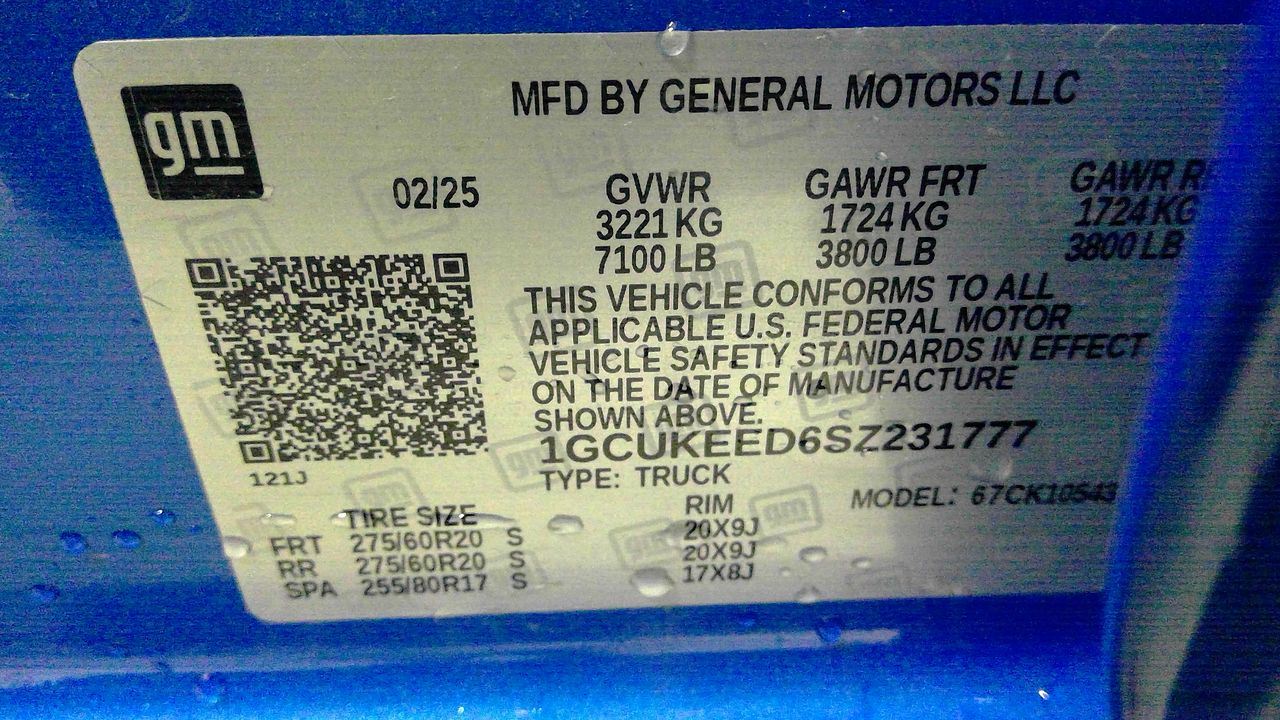 gm
MFD BY GENERAL MOTORS LLC
02/25
GVWR GAWR FRT GAWR
3221 KG 1724 KG 1724 KG
7100 LB 3800 LB 3800 LB
THIS VEHICLE CONFORMS TO ALL
APPLICABLE U.S. FEDERAL MOTOR
VEHICLE SAFETY STANDARDS IN EFFECT
ON THE DATE OF MANUFACTURE
SHOWN ABOVE.
1GCUKEED6SZ231777
121J
TYPE: TRUCK
MODEL: 67CK10543
TIRE SIZE RIM
FRT 275/60R20 S 20X9J
RR 275/60R20 S 20X9J
SPA 255/80R17 S 17X8J